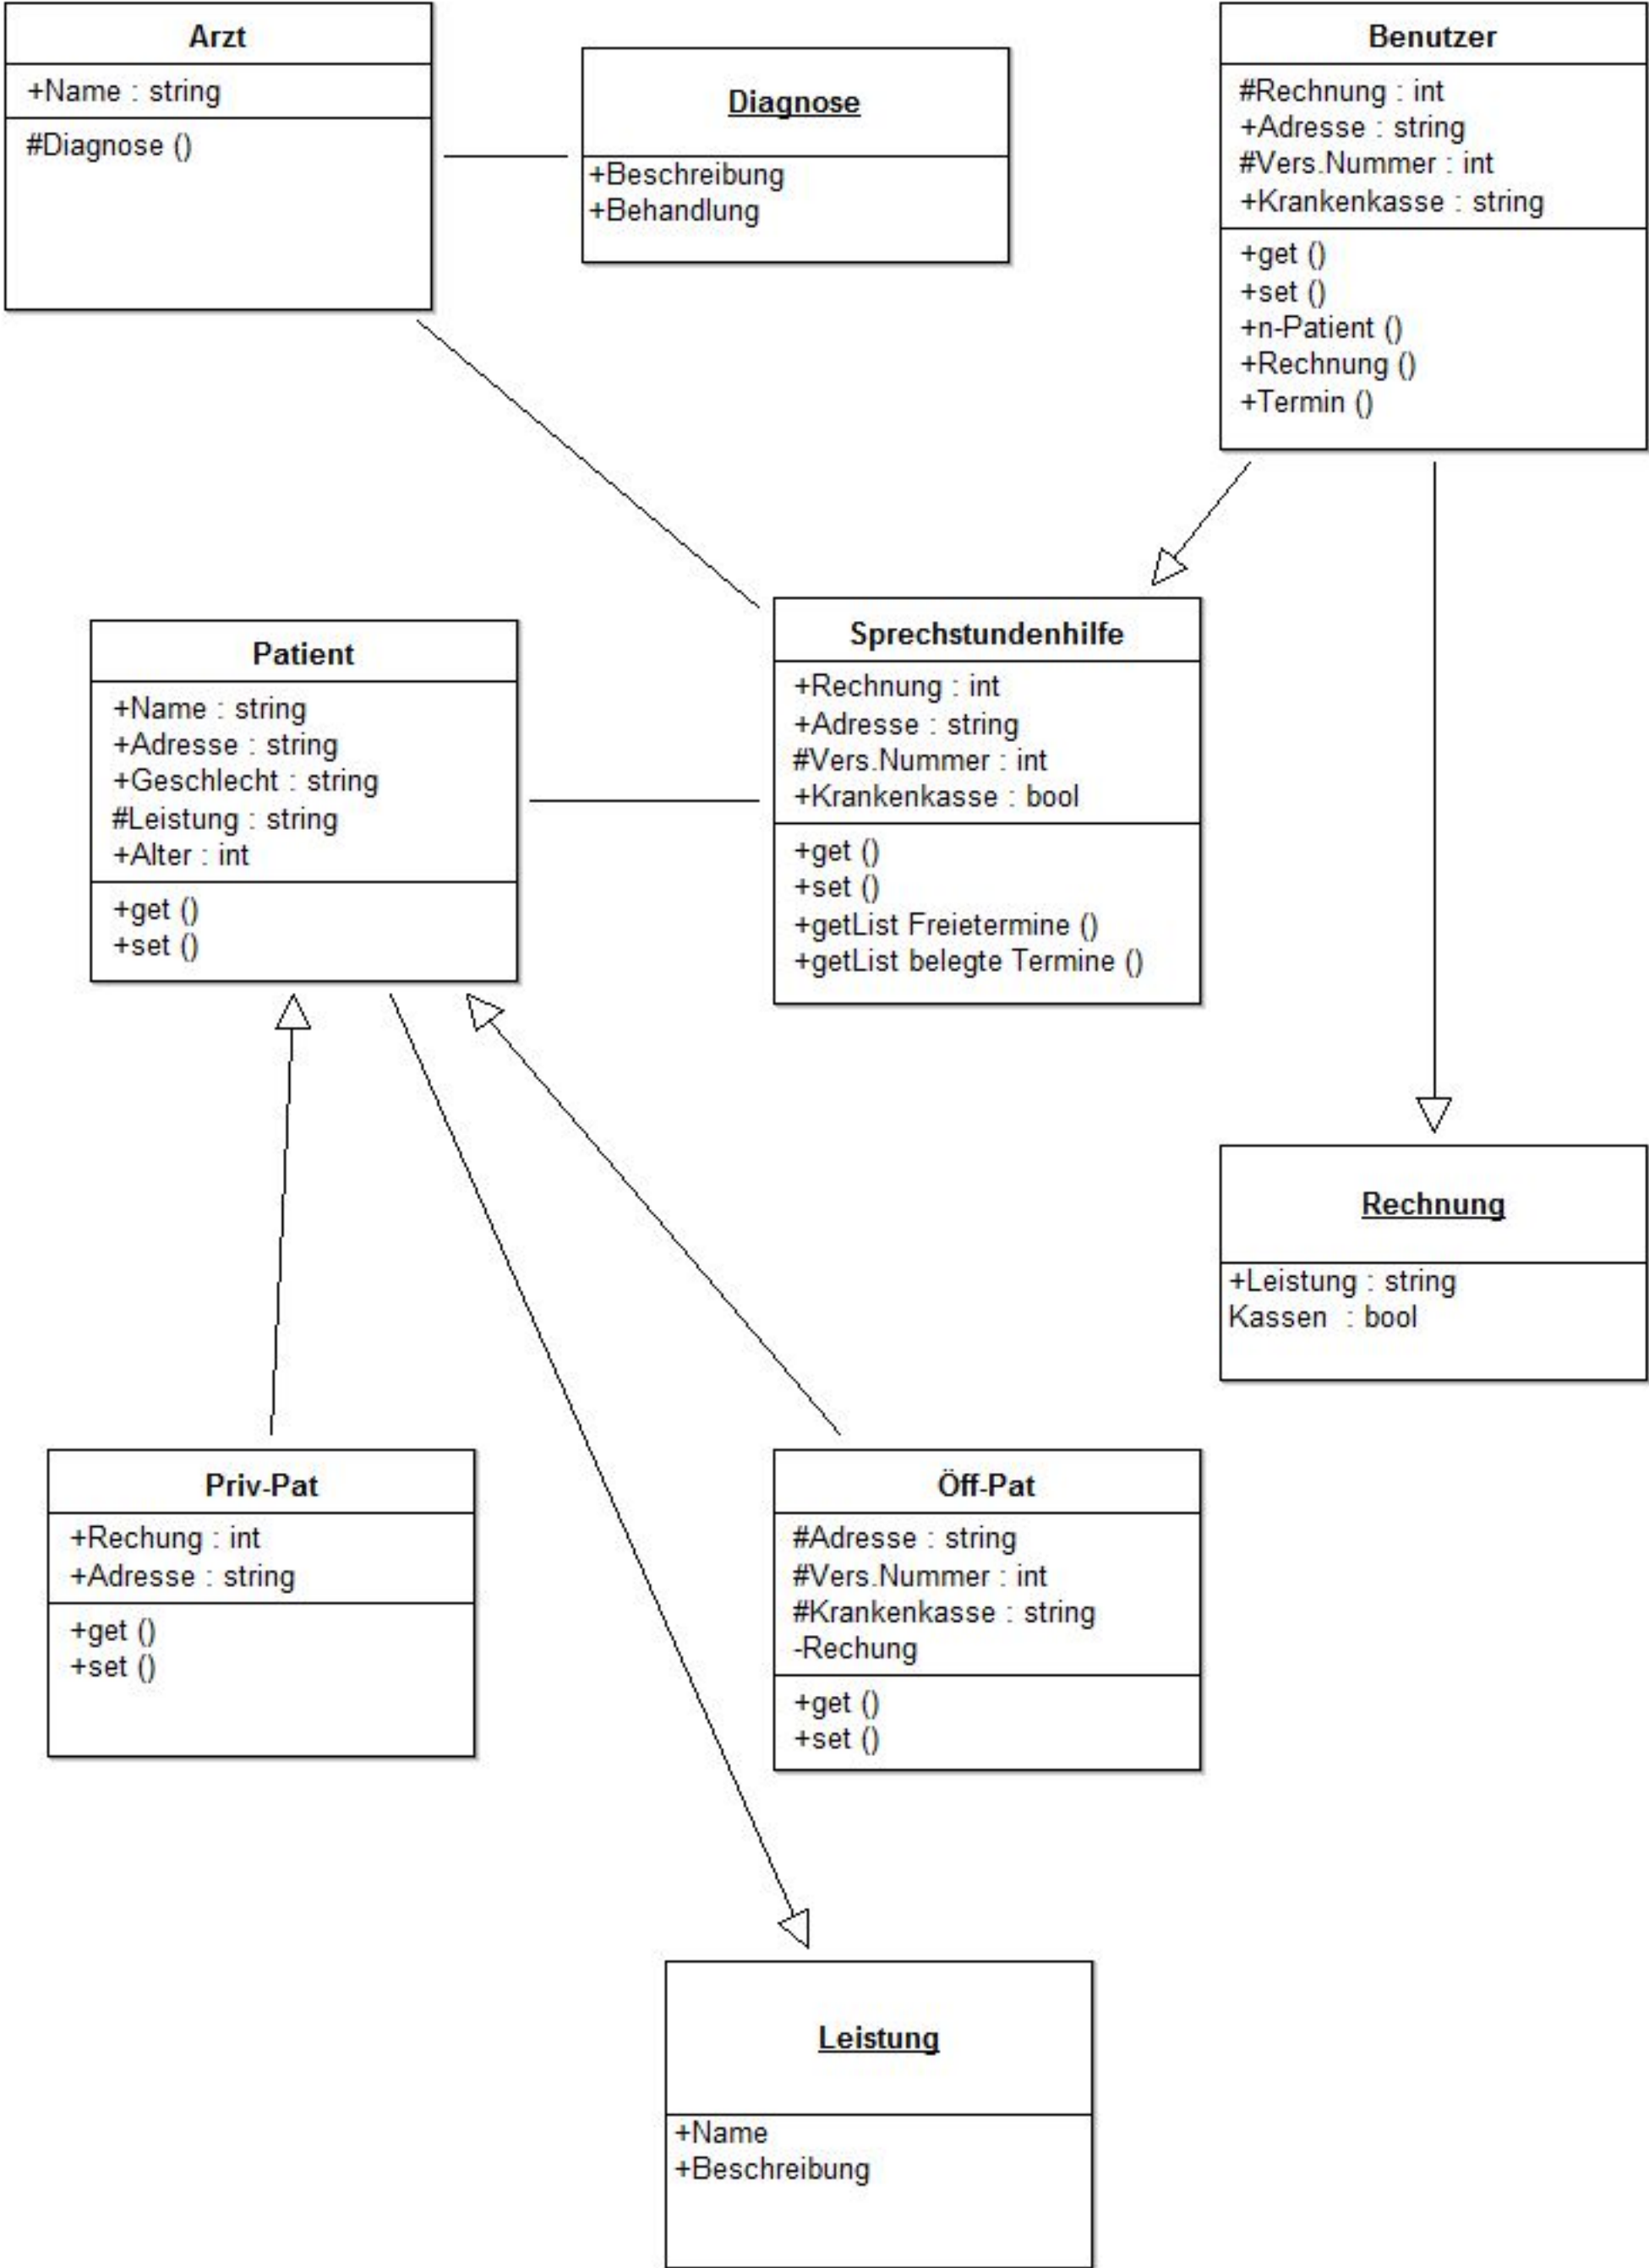 Arzt
+Name : string
#Diagnose ()
Diagnose
+Beschreibung
+Behandlung
Benutzer
#Rechnung : int
+Adresse : string
#Vers.Nummer : int
+Krankenkasse : string
+get ()
+set ()
+n-Patient ()
+Rechnung ()
+Termin ()
Patient
+Name : string
+Adresse : string
+Geschlecht : string
#Leistung : string
+Alter : int
+get ()
+set ()
Sprechstundenhilfe
+Rechnung : int
+Adresse : string
#Vers.Nummer : int
+Krankenkasse : bool
+get ()
+set ()
+getList Freietermine ()
+getList belegte Termine ()
Rechnung
+Leistung : string
Kassen : bool
Priv-Pat
+Rechung : int
+Adresse : string
+get ()
+set ()
Öff-Pat
#Adresse : string
#Vers.Nummer : int
#Krankenkasse : string
-Rechung
+get ()
+set ()
Leistung
+Name
+Beschreibung